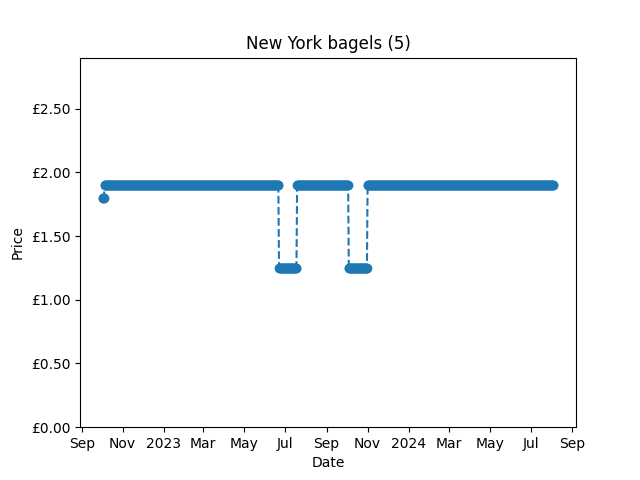 New York bagels (5)
£2.50
£2.00
£1.50
£1.00
£0.50
£0.00
Price
Sep Nov 2023 Mar May Jul Sep Nov 2024 Mar May Jul Sep
Date